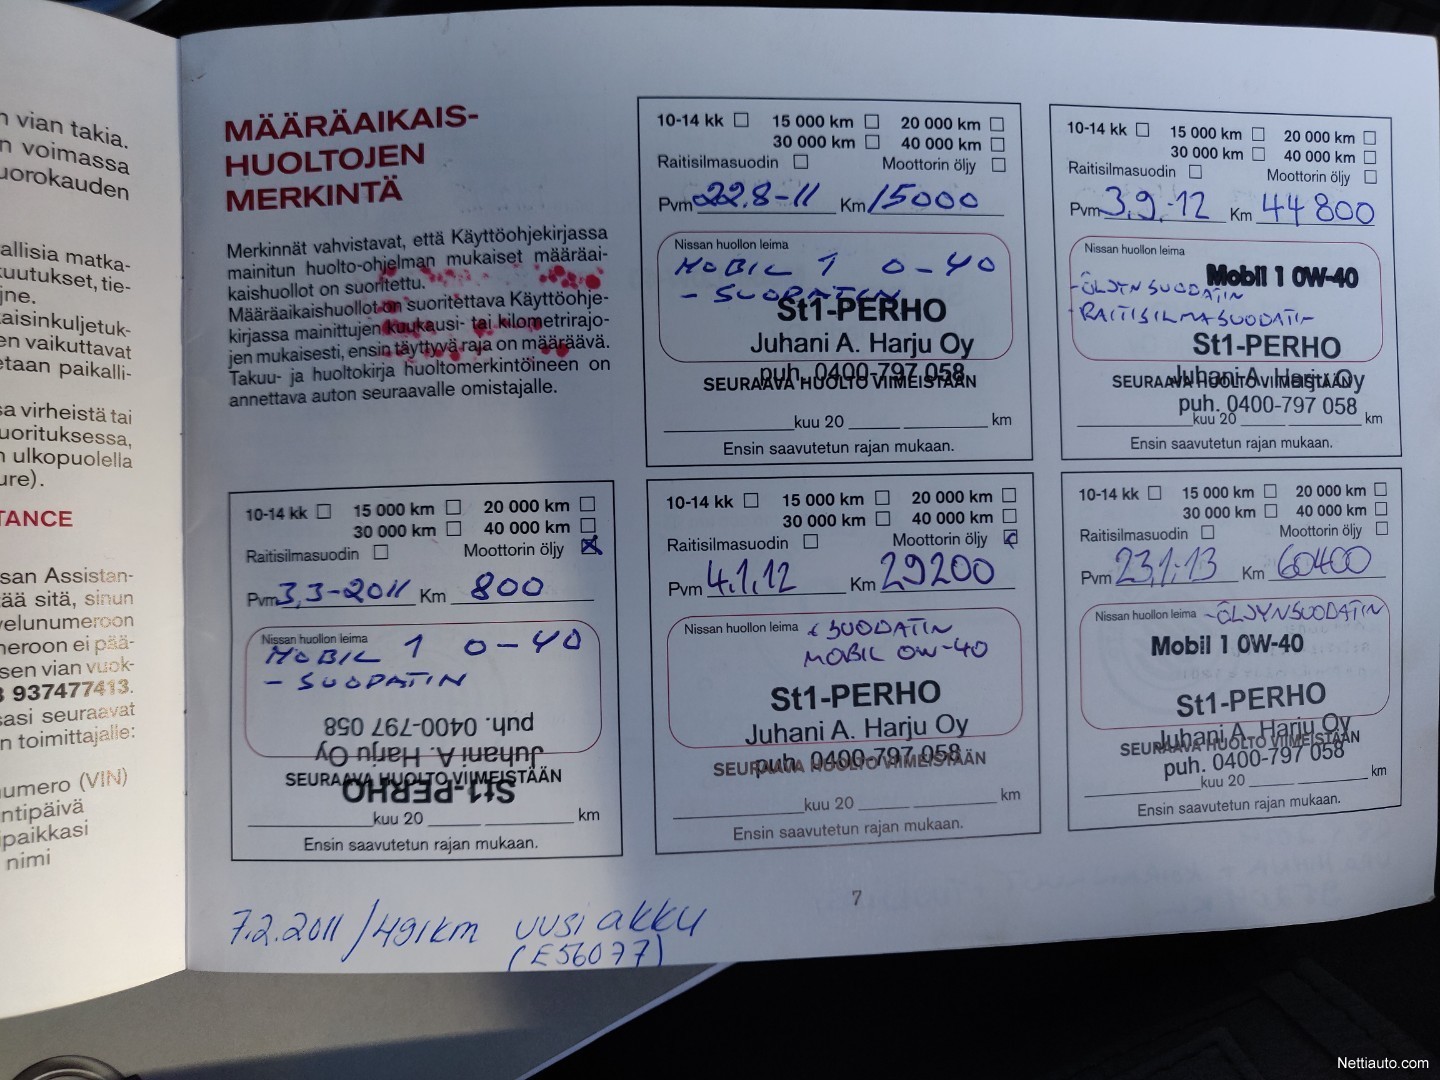 n vian takia.
n voimassa
uorokauden
allisia matka-
kuutukset, tie-
jne.
aisinkuljetuk-
en vaikuttavat
etaan paikalli-
sa virheistä tai
uorituksessa,
n ulkopuolella
ure).
TANCE
san Assistan-
ää sitä, sinun
velunumeroon
neroon ei pää-
sen vian vuok-
3 937477413.
sasi seuraavat
n toimittajalle:
umero (VIN)
ntipäivä
ipaikkasi
nimi
MÄÄRÄAIKAIS-
HUOLTOJEN
MERKINTÄ
Merkinnät vahvistavat, että Käyttöohjekirjassa
mainitun huolto-ohjelman mukaiset määräai-
kaishuollot on suoritettu.
Määräaikaishuollot on suoritettava Käyttöohje-
kirjassa mainittujen kuukausi- tai kilometrirajo-
jen mukaisesti, ensin täyttyvä raja on määräävä.
Takuu- ja huoltokirja huoltomerkintöineen on
annettava auton seuraavalle omistajalle.
10-14 kk 15 000 km 20 000 km
30 000 km 40 000 km
Raitisilmasuodin Moottorin öljy
Pvm 22.8-11 Km 15000
Nissan huollon leima
MOBIL 1 0-40
- SUODATIN
St1-PERHO
Juhani A. Harju Oy
puh. 0400-797 058
SEURAAVA HUOLTO VIIMEISTÄÄN
kuu 20 km
Ensin saavutetun rajan mukaan.
10-14 kk 15 000 km 20 000 km
30 000 km 40 000 km
Raitisilmasuodin Moottorin öljy
Pvm 3.9.-12 Km 44800
Nissan huollon leima
Mobil 1 0W-40
-ÖLJYNSUODATIN
-RAITISILMASUODATIN
St1-PERHO
Juhani A. Harju Oy
SEURAAVA HUOLTO VIIMEISTÄÄN
puh. 0400-797 058
kuu 20 km
Ensin saavutetun rajan mukaan.
10-14 kk 15 000 km 20 000 km
30 000 km 40 000 km
Raitisilmasuodin Moottorin öljy
Pvm 3.3-2011 Km 800
Nissan huollon leima
MOBIL 1 0-40
- SUODATIN
puh. 0400-797 058
Juhani A. Harju Oy
SEURAAVA HUOLTO VIIMEISTÄÄN
St1-PERHO
kuu 20 km
Ensin saavutetun rajan mukaan.
10-14 kk 15 000 km 20 000 km
30 000 km 40 000 km
Raitisilmasuodin Moottorin öljy
Pvm 4.1.12 Km 29200
Nissan huollon leima & SUODATIN
MOBIL 0W-40
St1-PERHO
Juhani A. Harju Oy
puh. 0400-797 058
SEURAAVA HUOLTO VIIMEISTÄÄN
kuu 20 km
Ensin saavutetun rajan mukaan.
10-14 kk 15 000 km 20 000 km
30 000 km 40 000 km
Raitisilmasuodin Moottorin öljy
Pvm 23.1.13 Km 60400
Nissan huollon leima -ÖLJYNSUODATIN
Mobil 1 0W-40
St1-PERHO
Juhani A. Harju Oy
SEURAAVA HUOLTO VIIMEISTÄÄN
puh. 0400-797 058
kuu 20 km
Ensin saavutetun rajan mukaan.
7
7.2.2011 / 491km UUSI AKKU
(E56077)
Nettiauto.com